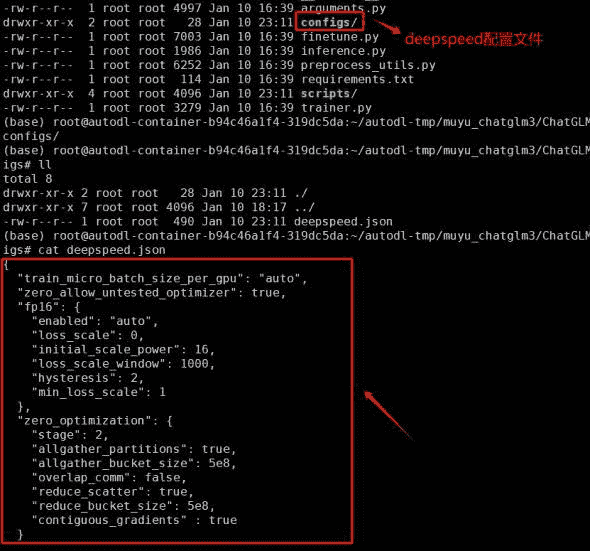 -rw-r--r-- 1 root root 4997 Jan 10 16:39 arguments.py
drwxr-xr-x 2 root root 28 Jan 10 23:11 configs/
deepspeed配置文件
-rw-r--r-- 1 root root 7003 Jan 10 16:39 finetune.py
-rw-r--r-- 1 root root 1986 Jan 10 16:39 inference.py
-rw-r--r-- 1 root root 6252 Jan 10 16:39 preprocess_utils.py
-rw-r--r-- 1 root root 114 Jan 10 16:39 requirements.txt
drwxr-xr-x 4 root root 4096 Jan 10 23:11 scripts/
-rw-r--r-- 1 root root 3279 Jan 10 16:39 trainer.py
(base) root@autodl-container-b94c46a1f4-319dc5da:~/autodl-tmp/muyu_chatglm3/ChatGLM
configs/
(base) root@autodl-container-b94c46a1f4-319dc5da:~/autodl-tmp/muyu_chatglm3/ChatGLM
igs# ll
total 8
drwxr-xr-x 2 root root 28 Jan 10 23:11 ./
drwxr-xr-x 7 root root 4096 Jan 10 18:17 ../
-rw-r--r-- 1 root root 490 Jan 10 23:11 deepspeed.json
(base) root@autodl-container-b94c46a1f4-319dc5da:~/autodl-tmp/muyu_chatglm3/ChatGLM
igs# cat deepspeed.json
{
"train_micro_batch_size_per_gpu": "auto",
"zero_allow_untested_optimizer": true,
"fp16": {
"enabled": "auto",
"loss_scale": 0,
"initial_scale_power": 16,
"loss_scale_window": 1000,
"hysteresis": 2,
"min_loss_scale": 1
},
"zero_optimization": {
"stage": 2,
"allgather_partitions": true,
"allgather_bucket_size": 5e8,
"overlap_comm": false,
"reduce_scatter": true,
"reduce_bucket_size": 5e8,
"contiguous_gradients" : true
}